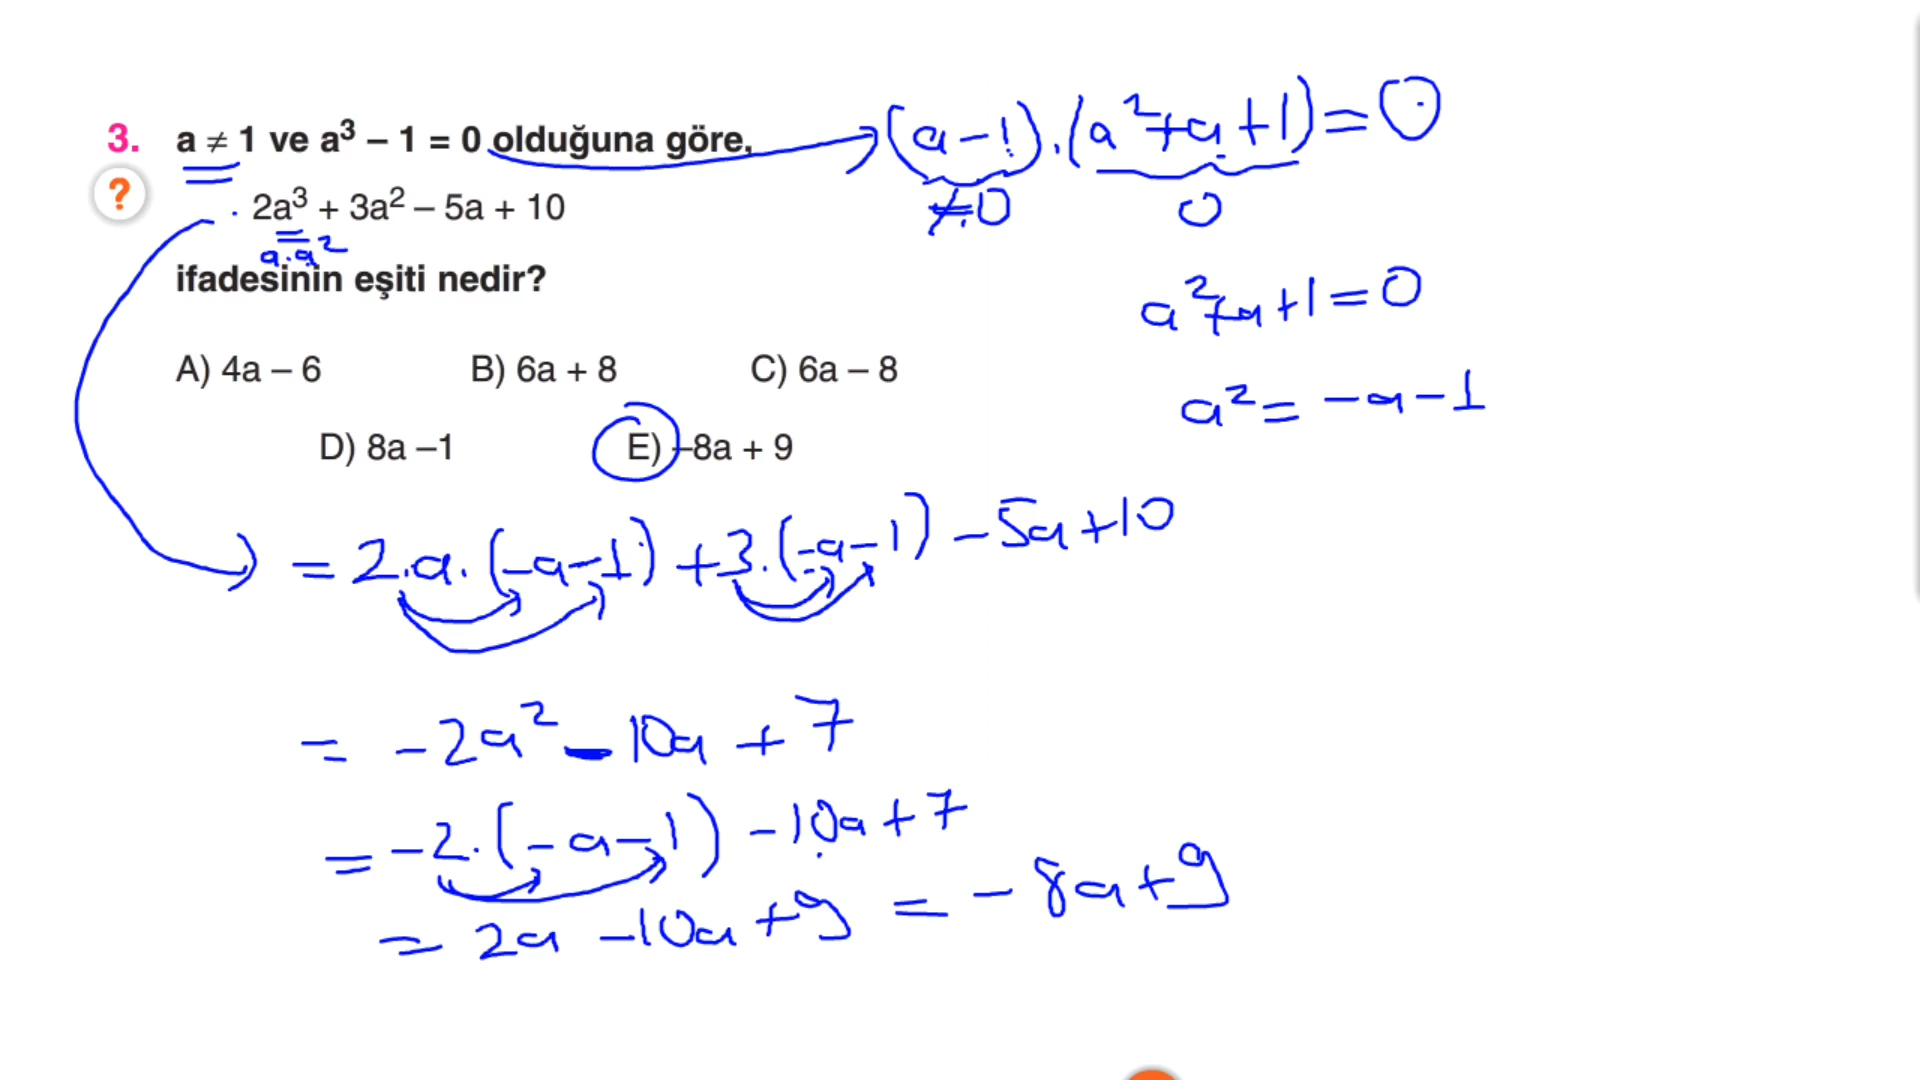 3. a ≠ 1 ve a³ – 1 = 0 olduğuna göre,
(a-1).(a²+a+1)=0
≠0 0
? 2a³ + 3a² – 5a + 10
a.a²
ifadesinin eşiti nedir?
a²+a+1=0
A) 4a – 6 B) 6a + 8 C) 6a – 8
a²= -a-1
D) 8a –1 E) –8a + 9
= 2.a.(-a-1) +3.(-a-1) -5a+10
= -2a² -10a + 7
= -2.(-a-1) -10a+7
= 2a -10a +9 = -8a+9